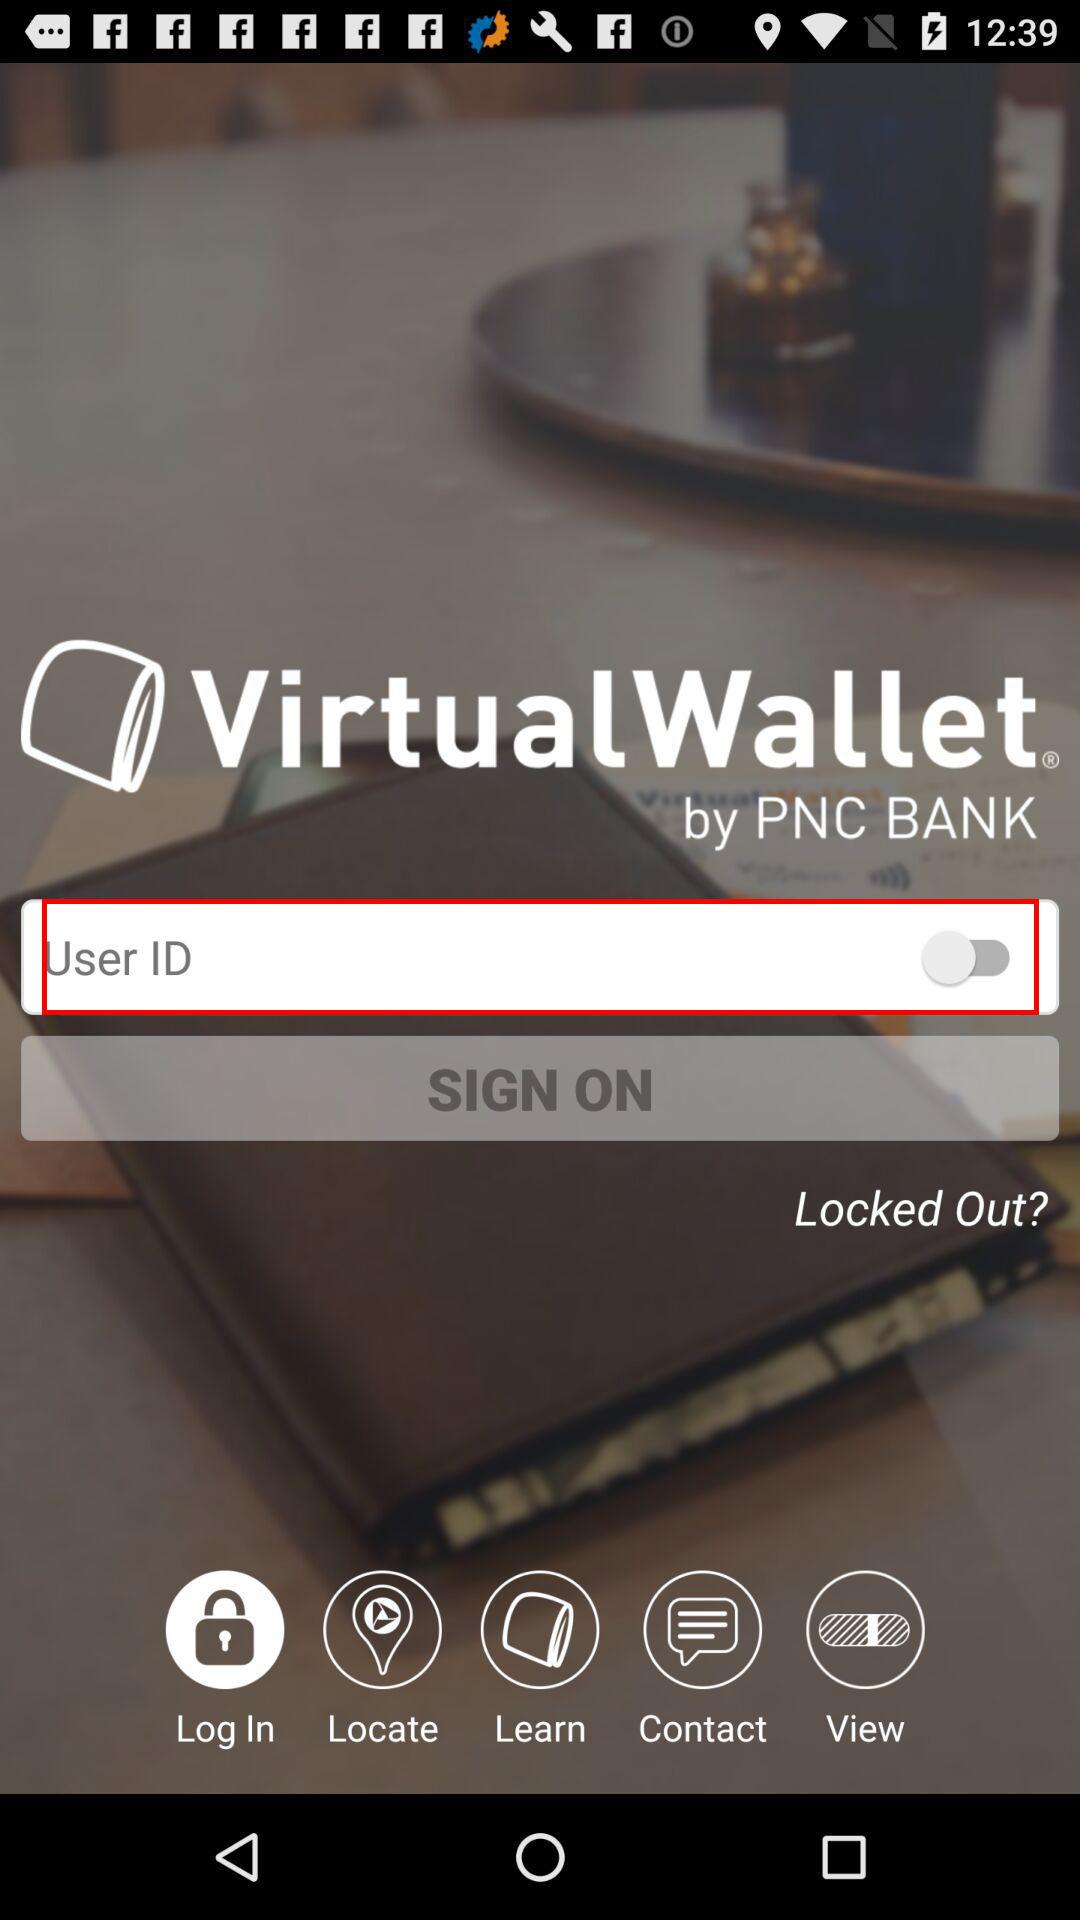 12:39
VirtualWallet®
by PNC BANK
User ID
SIGN ON
Locked Out?
Log In Locate Learn Contact View